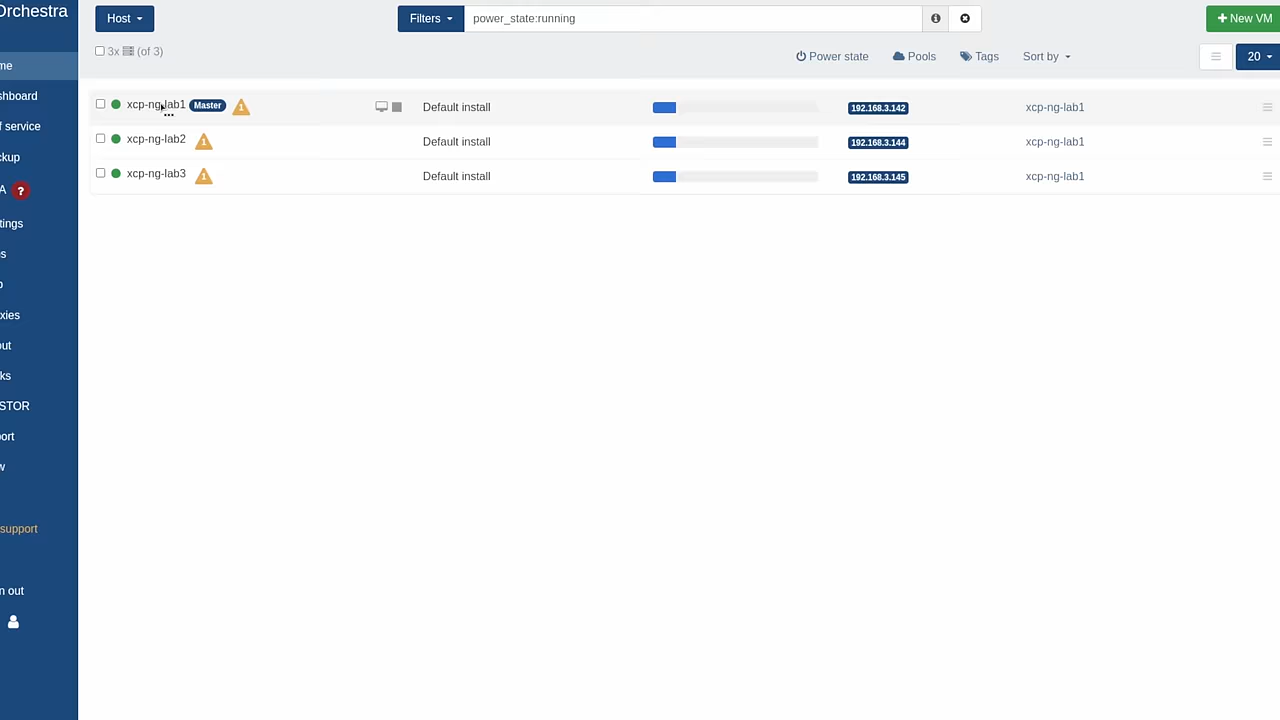 Orchestra
Host
Filters
power_state:running
New VM
3x (of 3)
Power state
Pools
Tags
Sort by
20
xcp-ng-lab1 Master 1 Default install 192.168.3.142 xcp-ng-lab1
xcp-ng-lab2 1 Default install 192.168.3.144 xcp-ng-lab1
xcp-ng-lab3 1 Default install 192.168.3.145 xcp-ng-lab1
me
shboard
f service
ckup
A ?
tings
s
o
xies
out
ks
STOR
port
w
support
n out